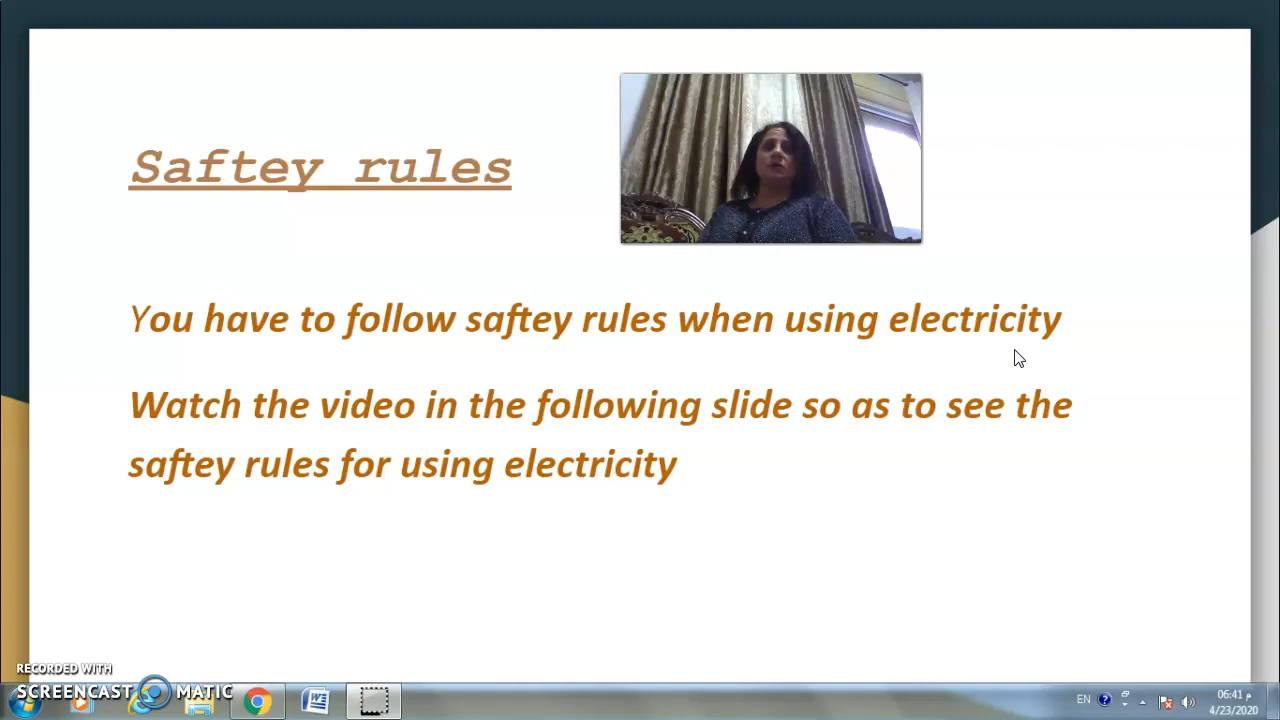 Saftey rules
You have to follow saftey rules when using electricity
Watch the video in the following slide so as to see the
saftey rules for using electricity
RECORDED WITH
SCREENCAST MATIC
EN
06:41 م
4/23/2020